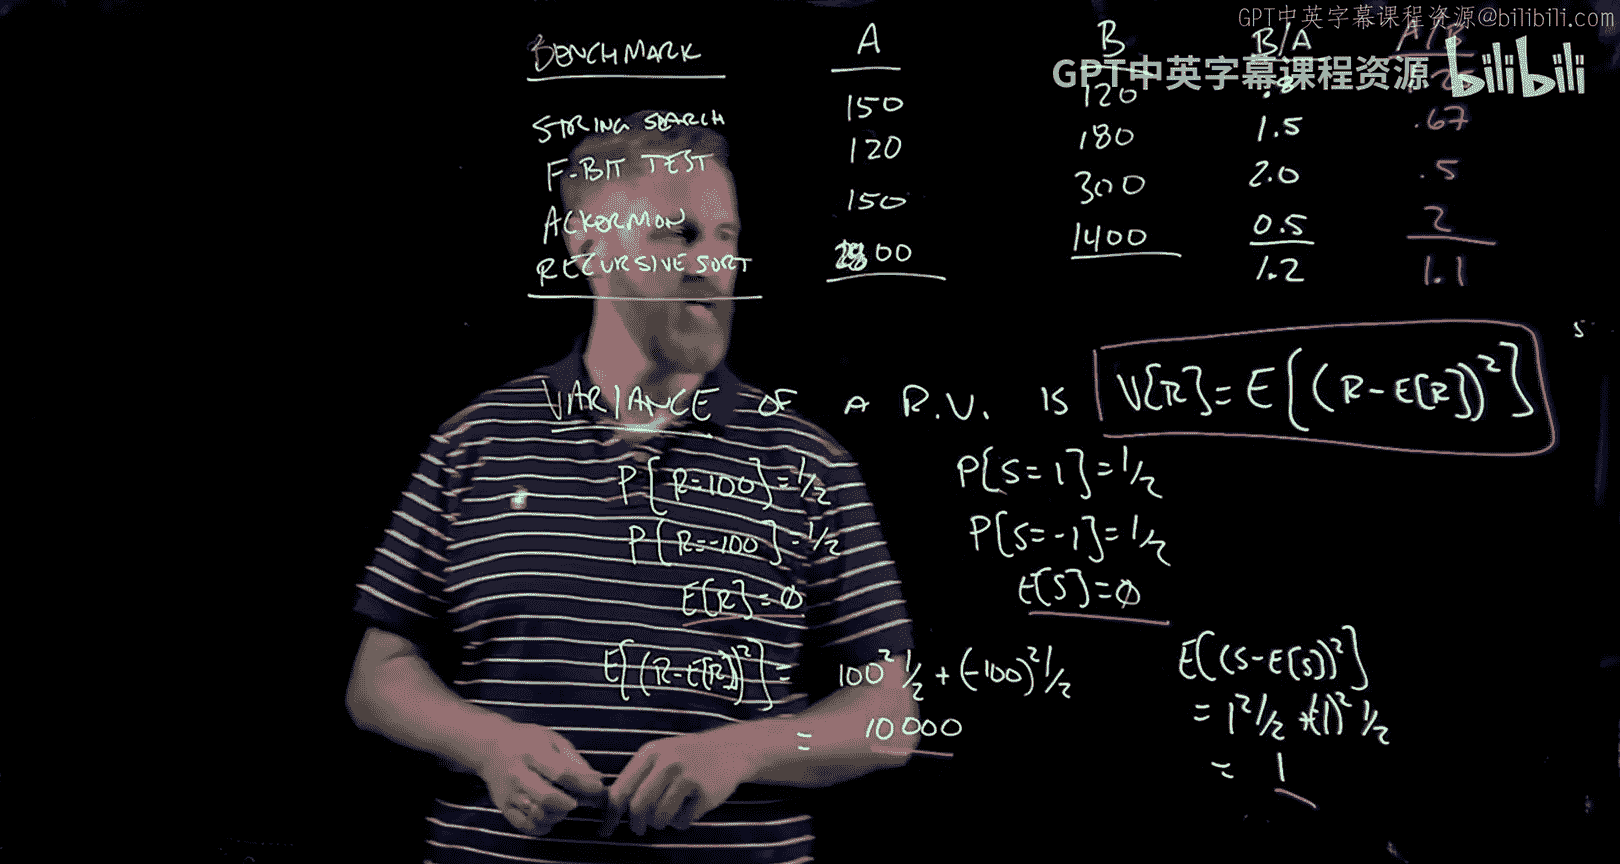 GPT中英字幕课程资源@bilibili.com
GPT中英字幕课程资源 bilibili
BENCHMARK A B B/A A/B
STRING SEARCH 150 120 .8
F-BIT TEST 120 180 1.5 .67
ACKERMON 150 300 2.0 .5
RECURSIVE SORT 2800 1400 0.5 2
1.2 1.1
VARIANCE OF A R.V. IS V[R]=E[(R-E[R])²]
P[R=100]=1/2 P[S=1]=1/2
P[R=-100]=1/2 P[S=-1]=1/2
E[R]=0 E[S]=0
E[(R-E[R])²]= 100² 1/2 + (-100)² 1/2 E[(S-E[S])²]
= 10000 = 1² 1/2 + (-1)² 1/2
= 1